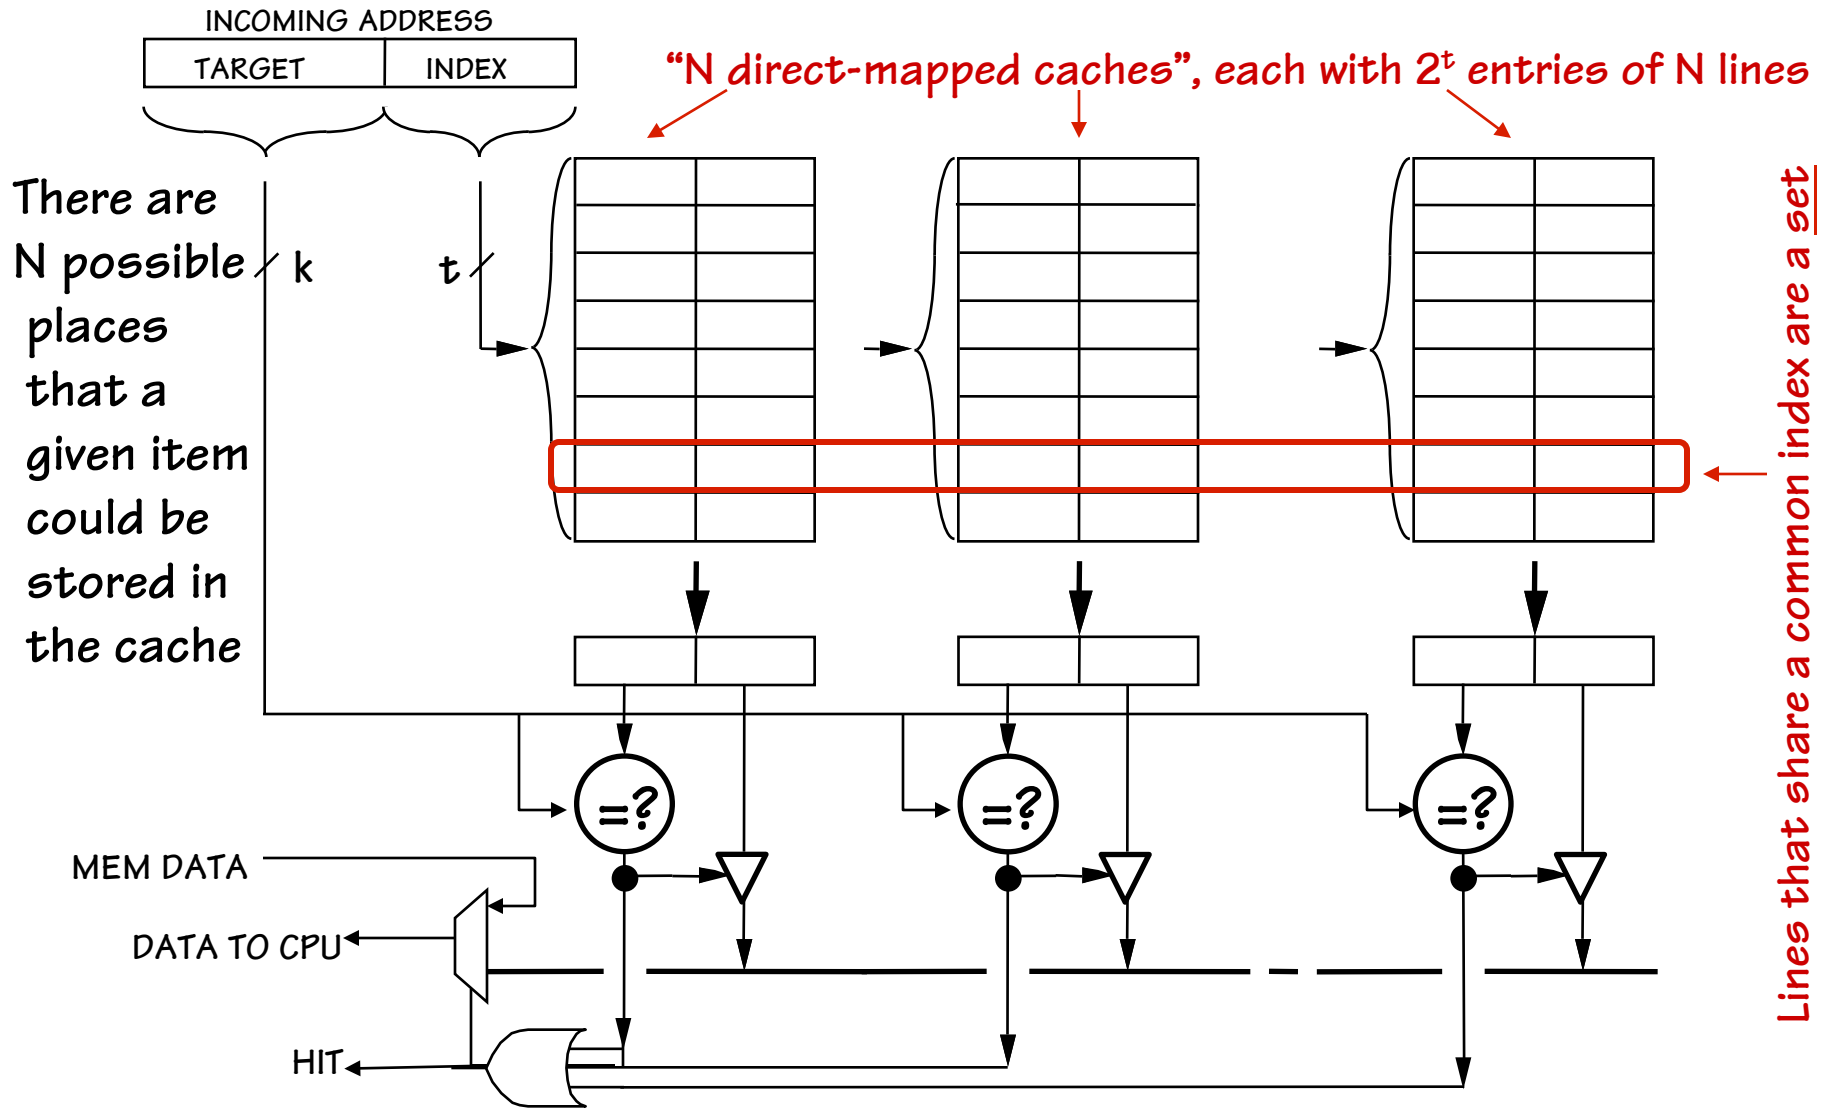 INCOMING ADDRESS
TARGET INDEX
“N direct-mapped caches”, each with 2ᵗ entries of N lines
There are
N possible
places
that a
given item
could be
stored in
the cache
k
t
Lines that share a common index are a set
=? =? =?
MEM DATA
DATA TO CPU
HIT